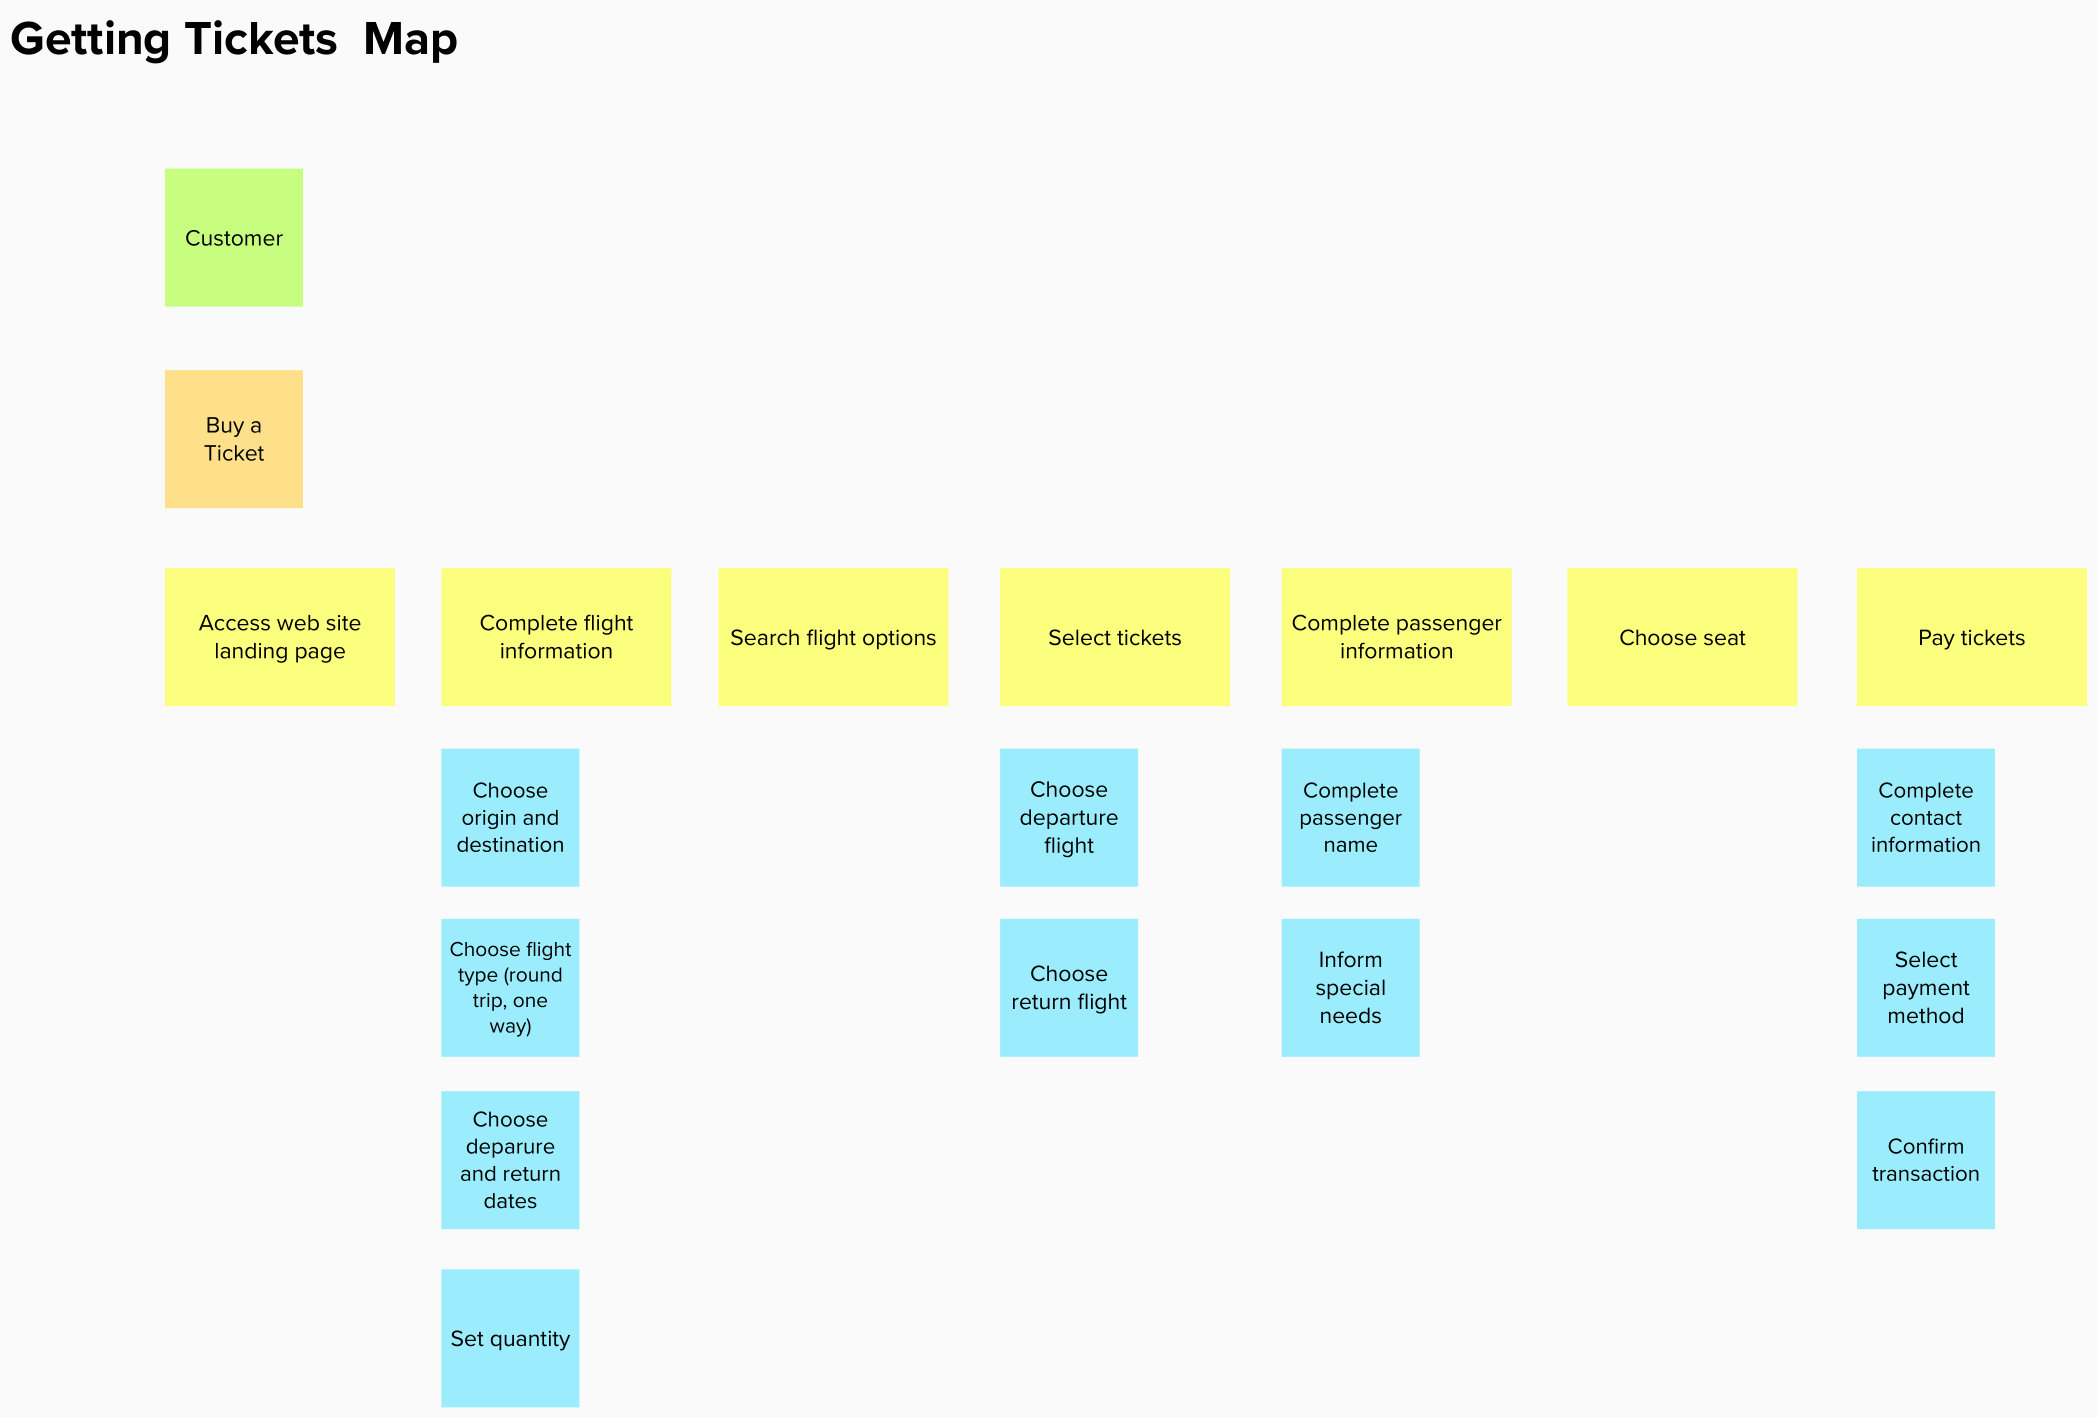 Getting Tickets  Map
Customer
Buy a
Ticket
Access web site
landing page
Complete flight
information
Search flight options
Select tickets
Complete passenger
information
Choose seat
Pay tickets
Choose
origin and
destination
Choose
departure
flight
Complete
passenger
name
Complete
contact
information
Choose flight
type (round
trip, one
way)
Choose
return flight
Inform
special
needs
Select
payment
method
Choose
deparure
and return
dates
Confirm
transaction
Set quantity